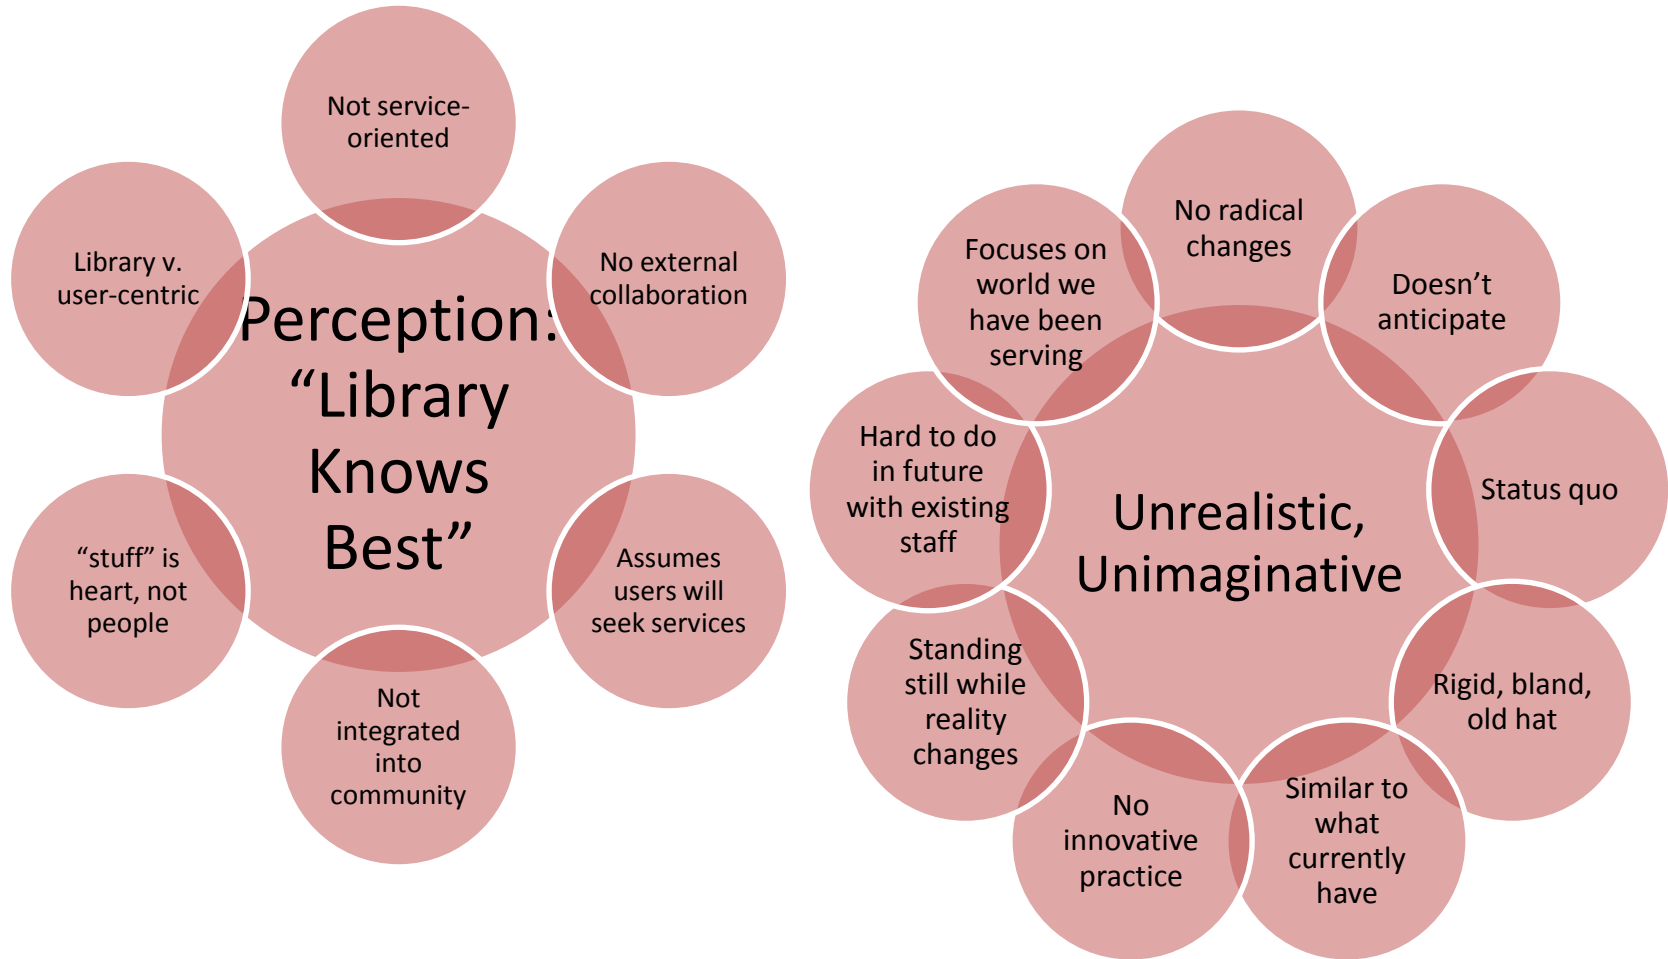 Not service-
oriented
No external
collaboration
Assumes
users will
seek services
Not
integrated
into
community
“stuff” is
heart, not
people
Library v.
user-centric
Perception:
“Library
Knows
Best”
No radical
changes
Doesn’t
anticipate
Status quo
Rigid, bland,
old hat
Similar to
what
currently
have
No
innovative
practice
Standing
still while
reality
changes
Hard to do
in future
with existing
staff
Focuses on
world we
have been
serving
Unrealistic,
Unimaginative